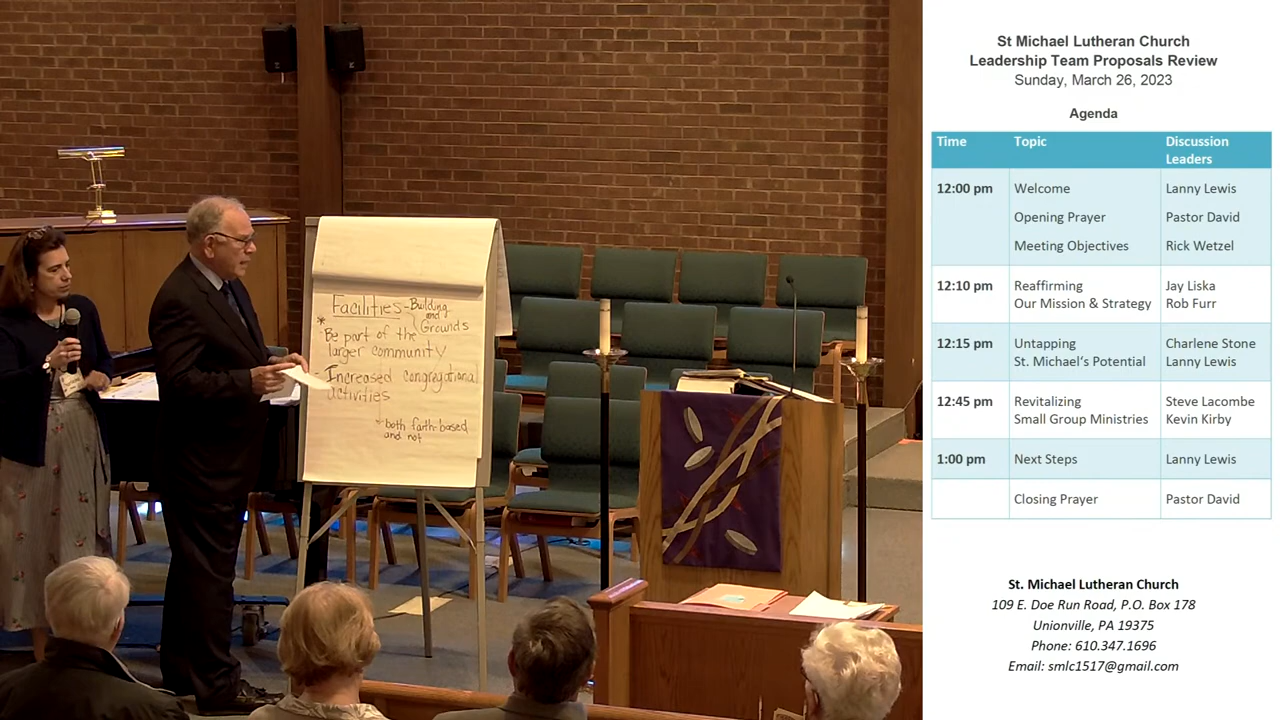 Facilities - Building
and
Grounds
* Be part of the
larger community
- Increased congregational
activities
both faith-based
and not
St Michael Lutheran Church
Leadership Team Proposals Review
Sunday, March 26, 2023
Agenda
Time Topic Discussion
Leaders
12:00 pm Welcome Lanny Lewis
Opening Prayer Pastor David
Meeting Objectives Rick Wetzel
12:10 pm Reaffirming Jay Liska
Our Mission & Strategy Rob Furr
12:15 pm Untapping Charlene Stone
St. Michael's Potential Lanny Lewis
12:45 pm Revitalizing Steve Lacombe
Small Group Ministries Kevin Kirby
1:00 pm Next Steps Lanny Lewis
Closing Prayer Pastor David
St. Michael Lutheran Church
109 E. Doe Run Road, P.O. Box 178
Unionville, PA 19375
Phone: 610.347.1696
Email: smlc1517@gmail.com